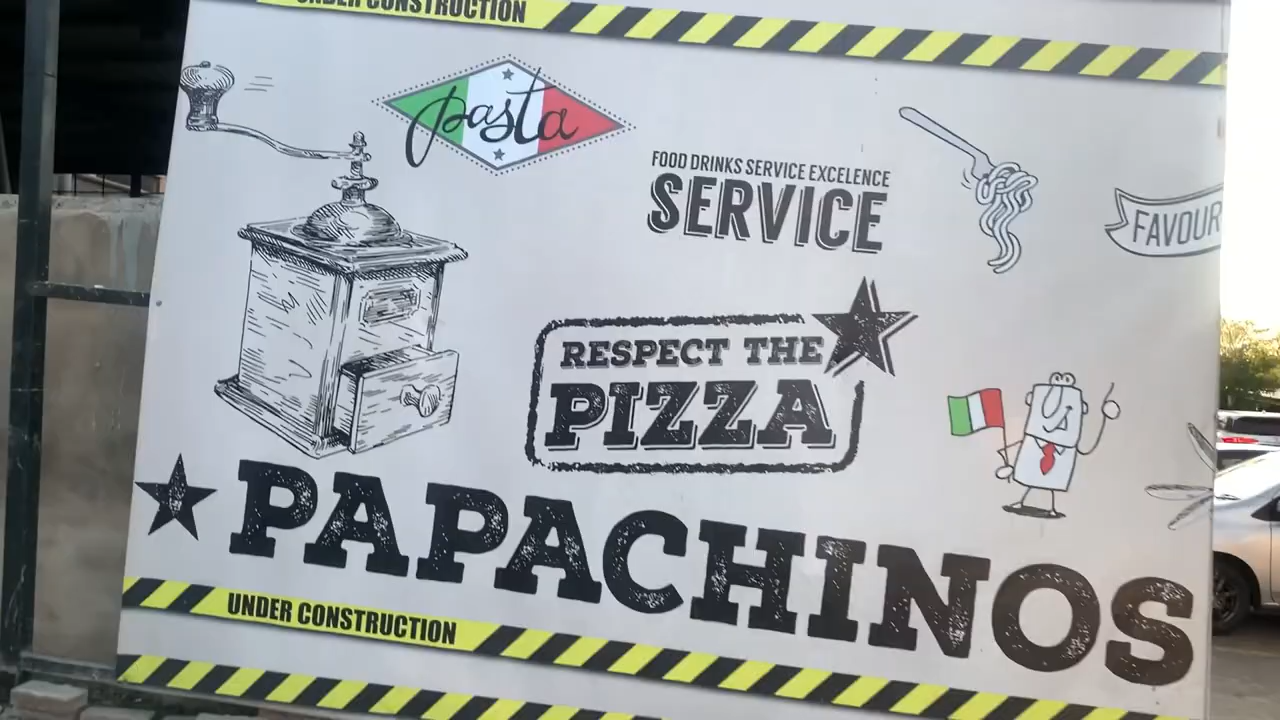 UNDER CONSTRUCTION
pasta
FOOD DRINKS SERVICE EXCELENCE
SERVICE
FAVOUR
RESPECT THE
PIZZA
PAPACHINOS
UNDER CONSTRUCTION